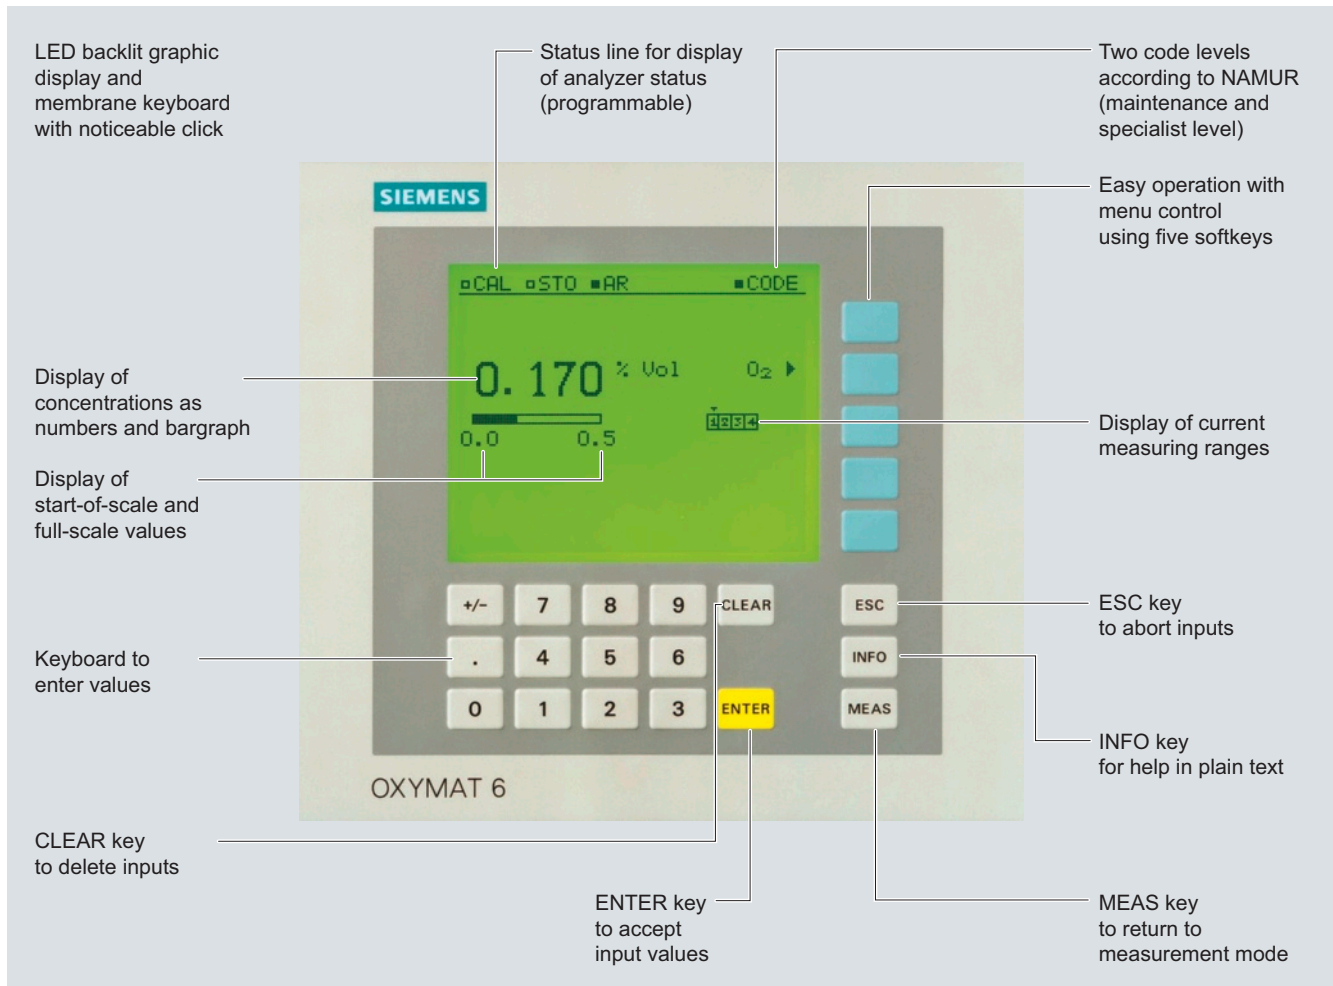 LED backlit graphic
display and
membrane keyboard
with noticeable click
Status line for display
of analyzer status
(programmable)
Two code levels
according to NAMUR
(maintenance and
specialist level)
Easy operation with
menu control
using five softkeys
SIEMENS
CAL STO AR CODE
0.170 % Vol O₂
0.0 0.5
1 2 3 4
Display of
concentrations as
numbers and bargraph
Display of
start-of-scale and
full-scale values
Display of current
measuring ranges
+/- 7 8 9 CLEAR ESC
. 4 5 6 INFO
0 1 2 3 ENTER MEAS
OXYMAT 6
Keyboard to
enter values
ESC key
to abort inputs
INFO key
for help in plain text
CLEAR key
to delete inputs
ENTER key
to accept
input values
MEAS key
to return to
measurement mode